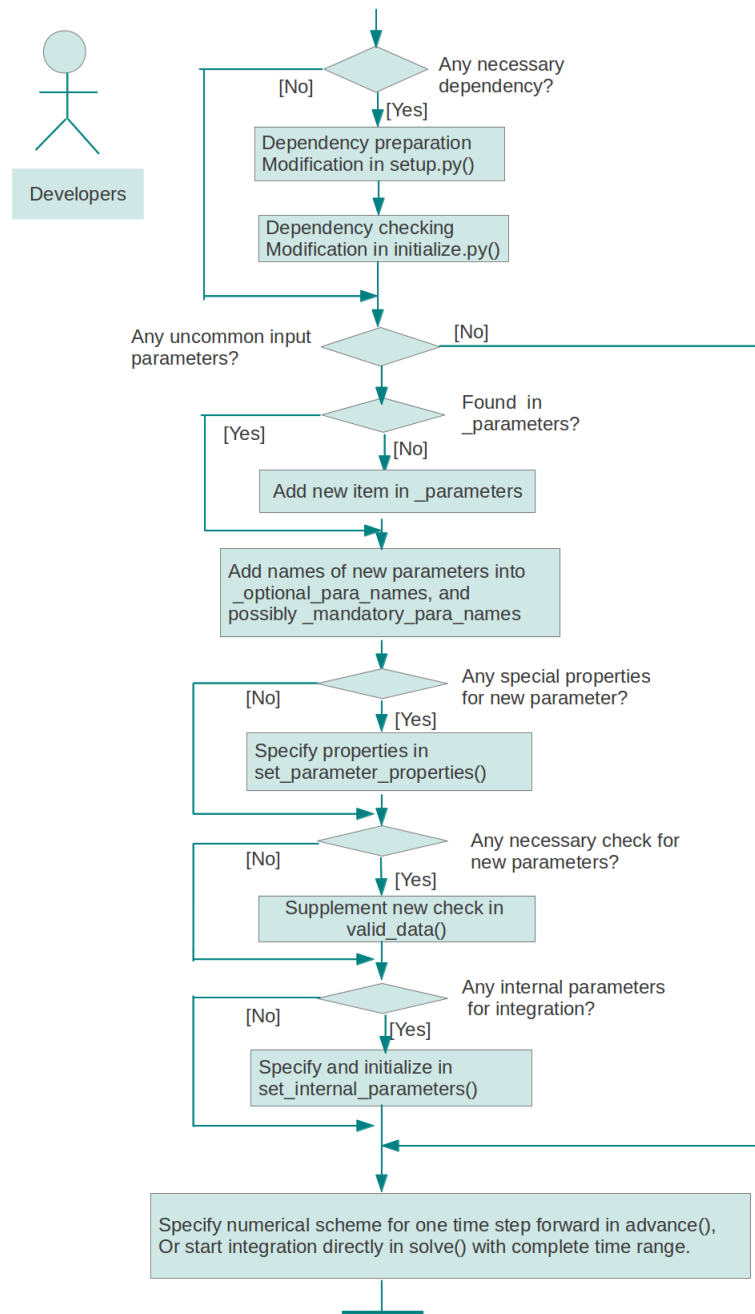 Any necessary
dependency?
[No]
[Yes]
Dependency preparation
Modification in setup.py()
Developers
Dependency checking
Modification in initialize.py()
Any uncommon input
parameters?
[No]
Found in
_parameters?
[Yes]
[No]
Add new item in _parameters
Add names of new parameters into
_optional_para_names, and
possibly _mandatory_para_names
Any special properties
for new parameter?
[No]
[Yes]
Specify properties in
set_parameter_properties()
Any necessary check for
new parameters?
[No]
[Yes]
Supplement new check in
valid_data()
Any internal parameters
for integration?
[No]
[Yes]
Specify and initialize in
set_internal_parameters()
Specify numerical scheme for one time step forward in advance(),
Or start integration directly in solve() with complete time range.